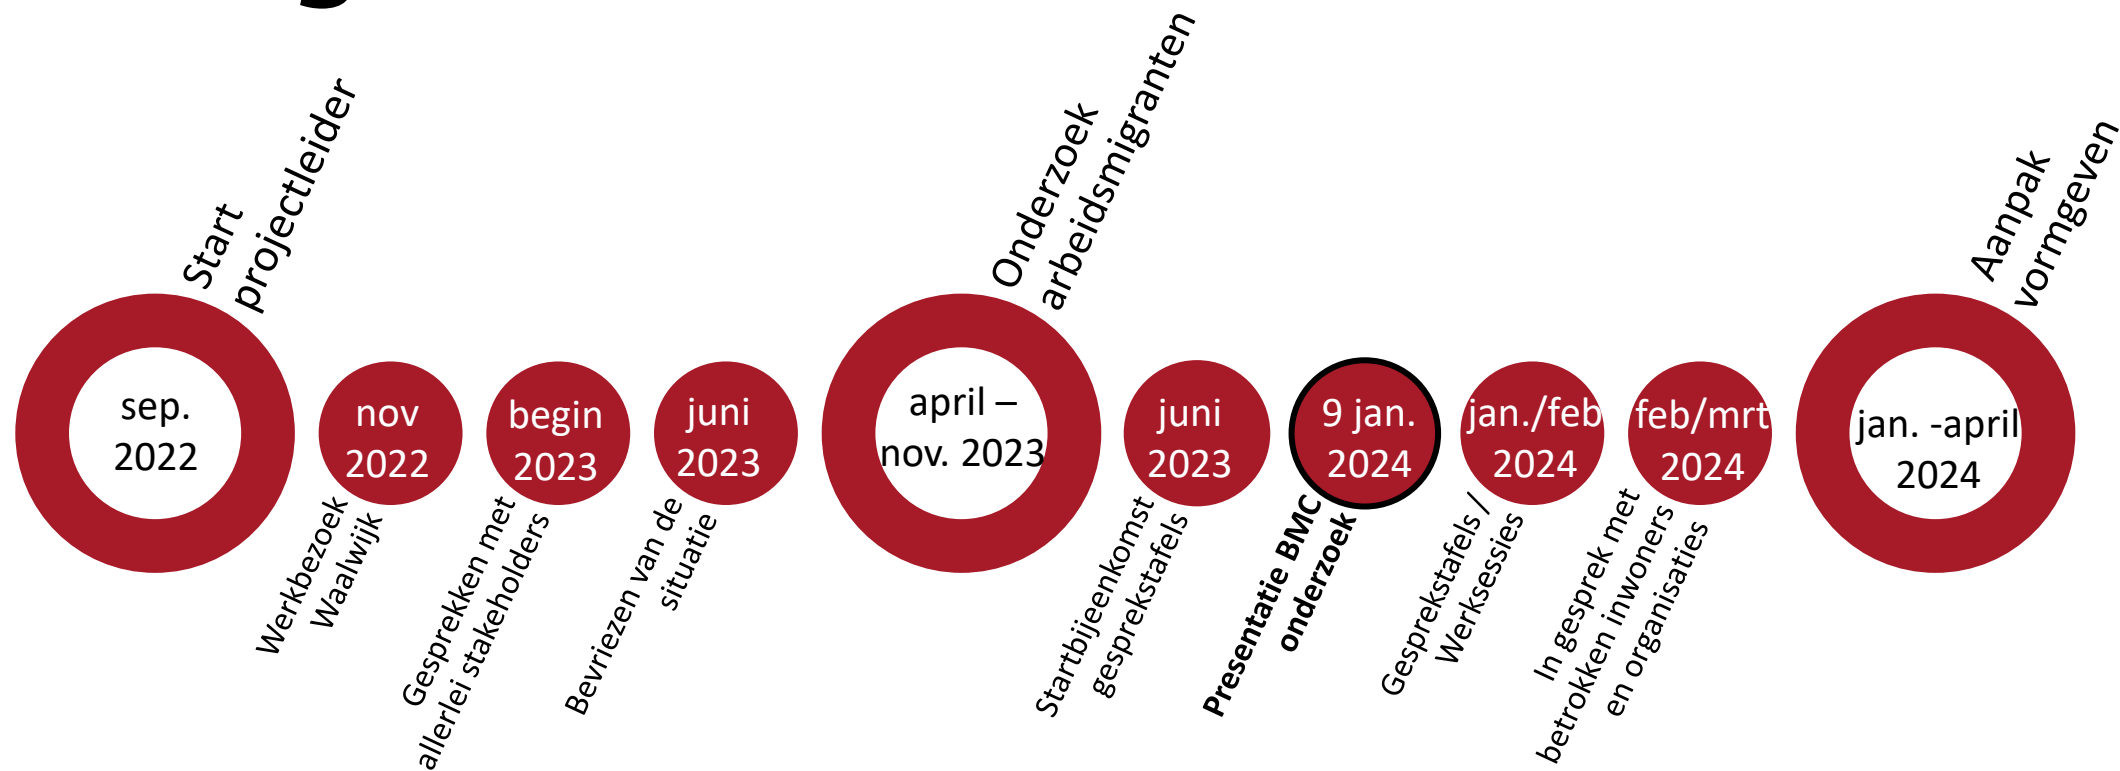 Start
projectleider
sep.
2022
nov
2022
Werkbezoek
Waalwijk
begin
2023
Gesprekken met
allerlei stakeholders
juni
2023
Bevriezen van de
situatie
Onderzoek
arbeidsmigranten
april –
nov. 2023
juni
2023
Startbijeenkomst
gesprekstafels
9 jan.
2024
Presentatie BMC
onderzoek
jan./feb
2024
Gesprekstafels /
Werksessies
feb/mrt
2024
In gesprek met
betrokken inwoners
en organisaties
Aanpak
vormgeven
jan. -april
2024